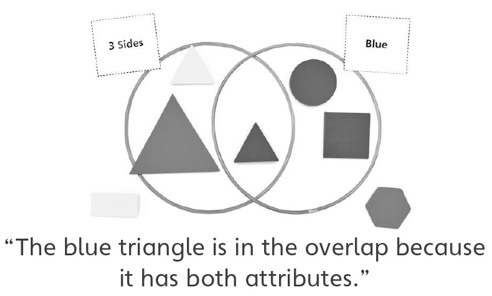 3 Sides
Blue
“The blue triangle is in the overlap because
it has both attributes.”